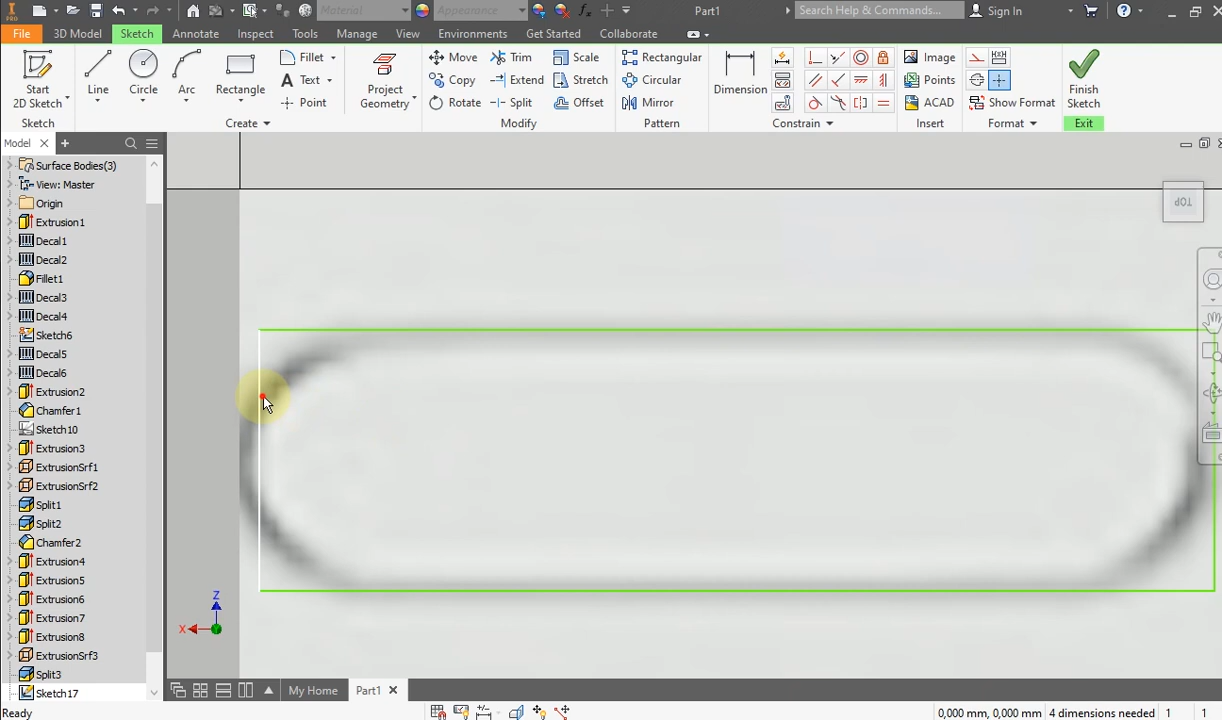 PRO
Material
Appearance
Part1
Search Help & Commands...
Sign In
File
3D Model
Sketch
Annotate
Inspect
Tools
Manage
View
Environments
Get Started
Collaborate
Start
2D Sketch
Line
Circle
Arc
Rectangle
Fillet
Text
Point
Project
Geometry
Move
Copy
Rotate
Trim
Extend
Split
Scale
Stretch
Offset
Rectangular
Circular
Mirror
Dimension
Image
Points
ACAD
Show Format
Finish
Sketch
Sketch
Create
Modify
Pattern
Constrain
Insert
Format
Exit
Model
Surface Bodies(3)
View: Master
Origin
Extrusion1
Decal1
Decal2
Fillet1
Decal3
Decal4
Sketch6
Decal5
Decal6
Extrusion2
Chamfer1
Sketch10
Extrusion3
ExtrusionSrf1
ExtrusionSrf2
Split1
Split2
Chamfer2
Extrusion4
Extrusion5
Extrusion6
Extrusion7
Extrusion8
ExtrusionSrf3
Split3
Sketch17
TOP
Z
X
My Home
Part1
Ready
0,000 mm, 0,000 mm
4 dimensions needed
1
1